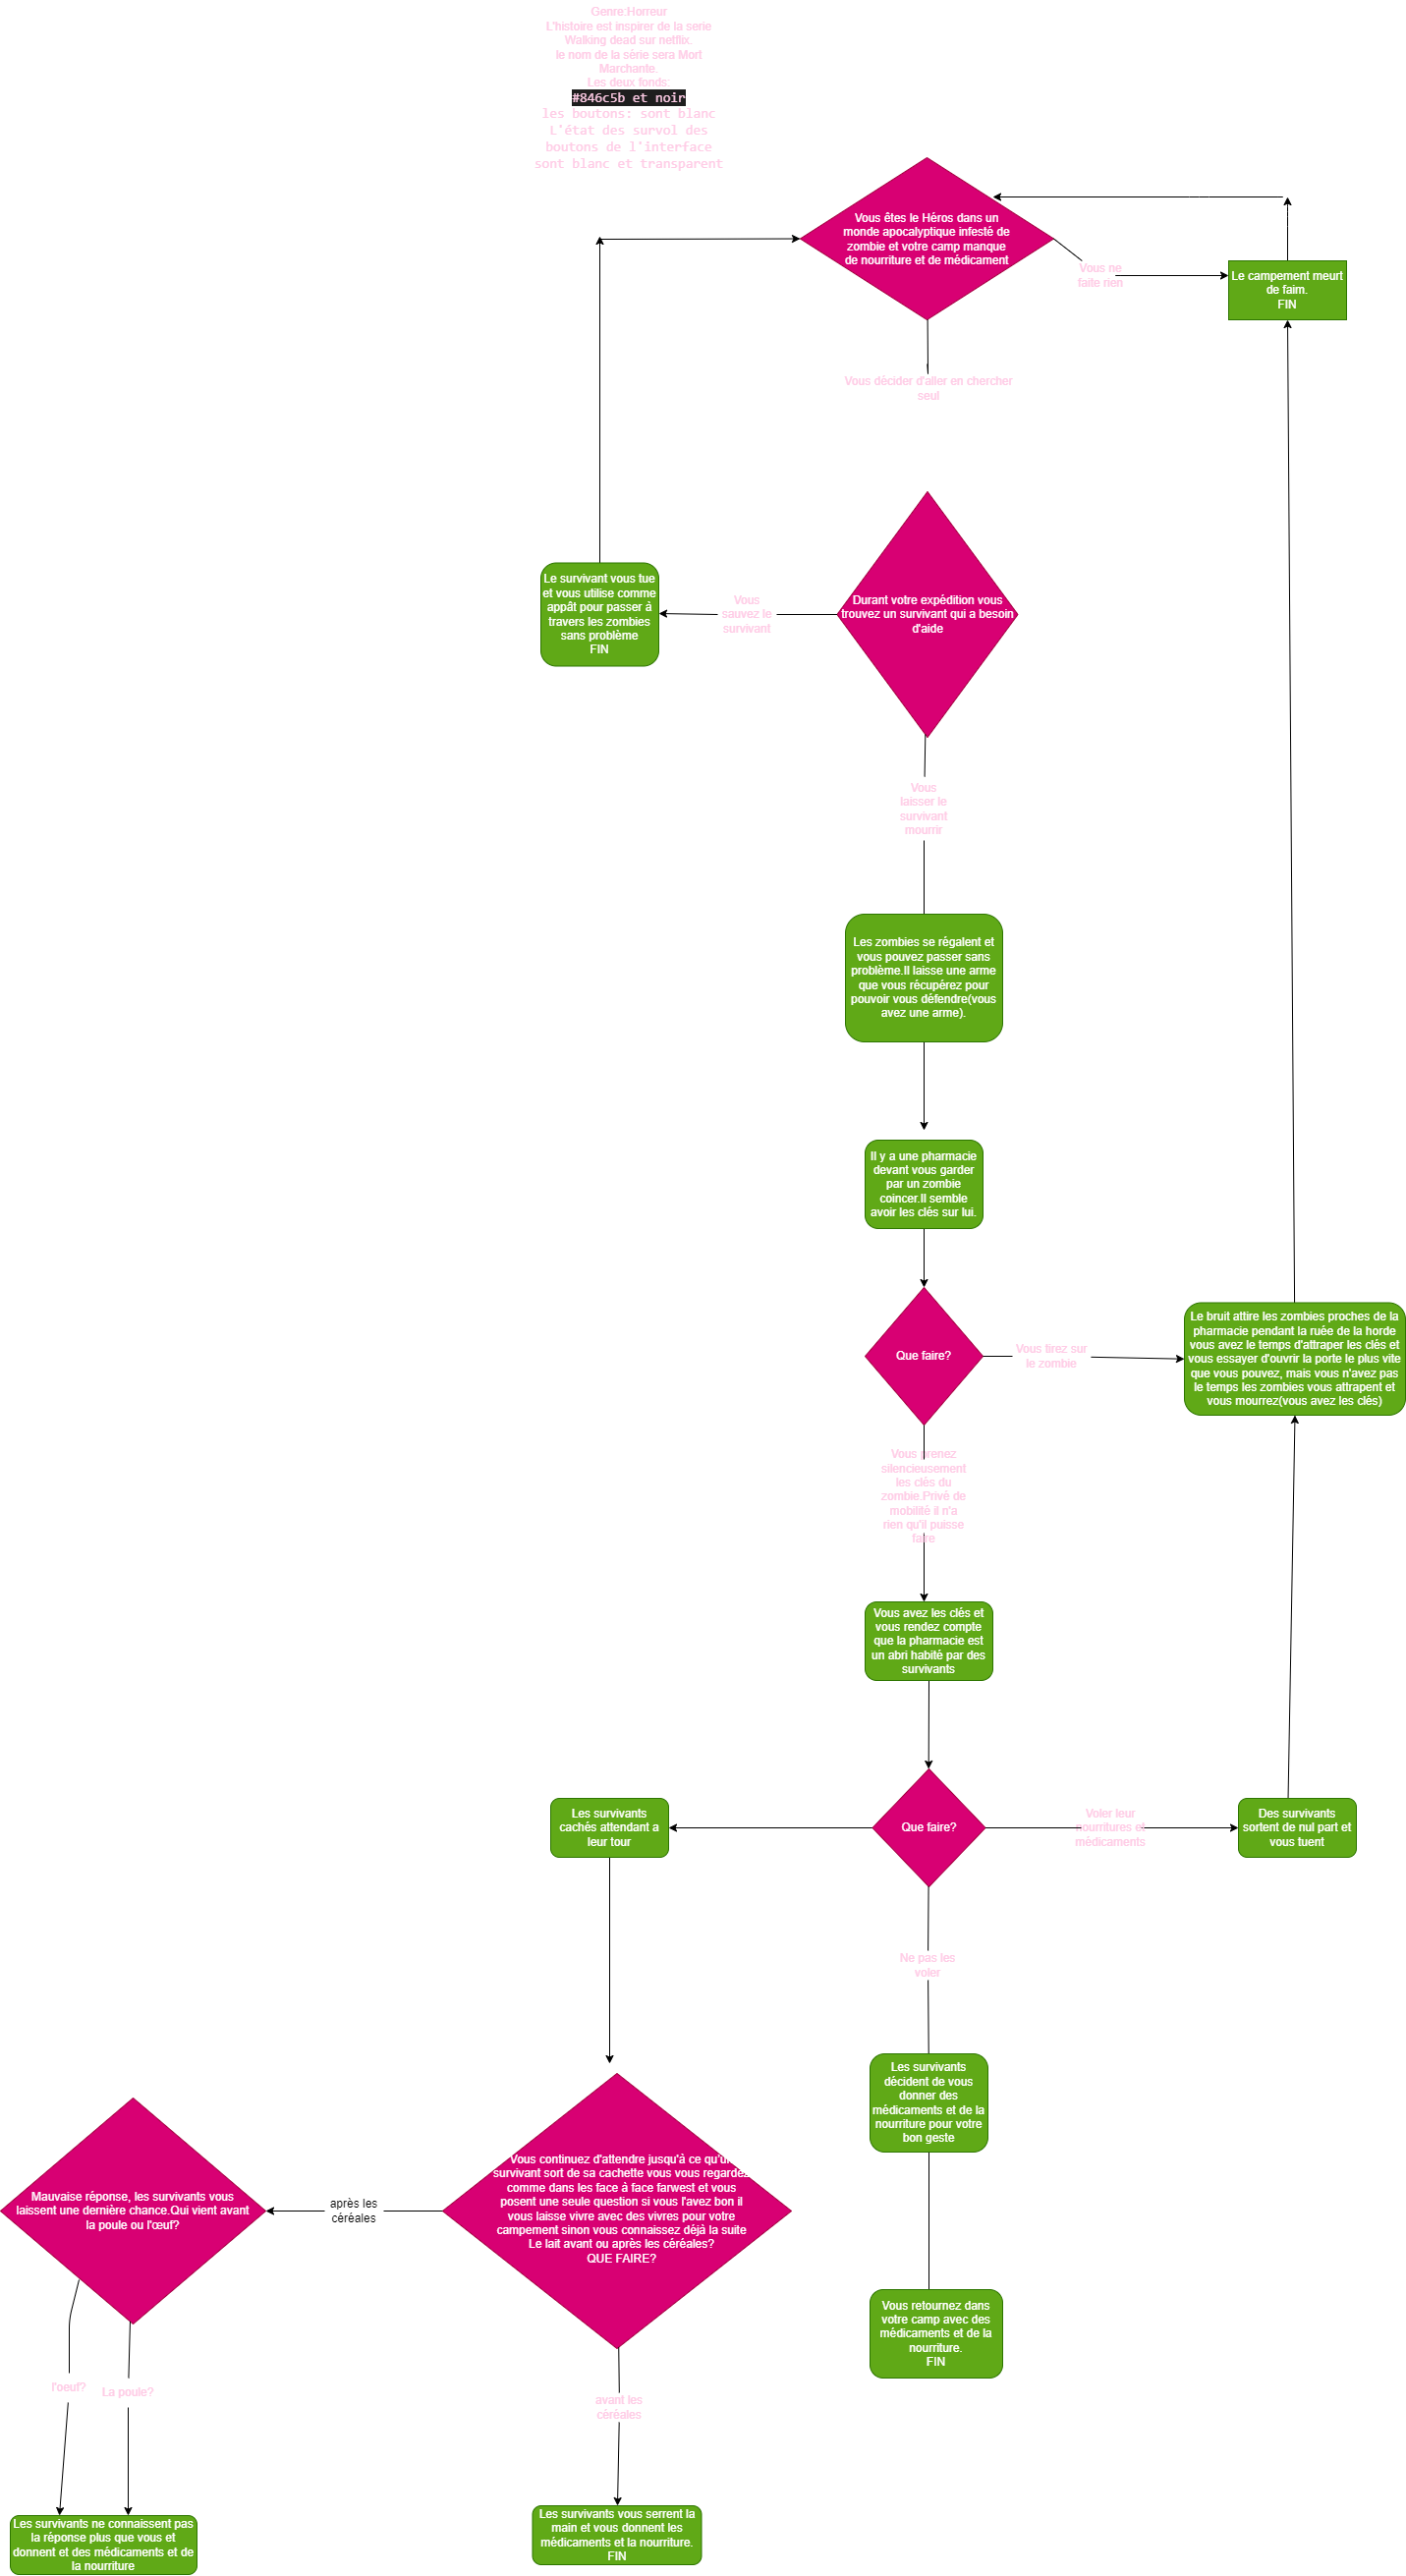 Genre:Horreur
L'histoire est inspirer de la serie
Walking dead sur netflix.
le nom de la série sera Mort
Marchante.
Les deux fonds:
#846c5b et noir
les boutons: sont blanc
L'état des survol des
boutons de l'interface
sont blanc et transparent
Vous êtes le Héros dans un
monde apocalyptique infesté de
zombie et votre camp manque
de nourriture et de médicament
Vous ne
faite rien
Le campement meurt
de faim.
FIN
Vous décider d'aller en chercher
seul
Durant votre expédition vous
trouvez un survivant qui a besoin
d'aide
Vous
sauvez le
survivant
Le survivant vous tue
et vous utilise comme
appât pour passer à
travers les zombies
sans problème
FIN
Vous
laisser le
survivant
mourrir
Les zombies se régalent et
vous pouvez passer sans
problème.Il laisse une arme
que vous récupérez pour
pouvoir vous défendre(vous
avez une arme).
Il y a une pharmacie
devant vous garder
par un zombie
coincer.Il semble
avoir les clés sur lui.
Que faire?
Vous tirez sur
le zombie
Le bruit attire les zombies proches de la
pharmacie pendant la ruée de la horde
vous avez le temps d'attraper les clés et
vous essayer d'ouvrir la porte le plus vite
que vous pouvez, mais vous n'avez pas
le temps les zombies vous attrapent et
vous mourrez(vous avez les clés)
Vous prenez
silencieusement
les clés du
zombie.Privé de
mobilité il n'a
rien qu'il puisse
faire
Vous avez les clés et
vous rendez compte
que la pharmacie est
un abri habité par des
survivants
Que faire?
Voler leur
nourritures et
médicaments
Des survivants
sortent de nul part et
vous tuent
Les survivants
cachés attendant a
leur tour
Ne pas les
voler
Les survivants
décident de vous
donner des
médicaments et de la
nourriture pour votre
bon geste
Vous retournez dans
votre camp avec des
médicaments et de la
nourriture.
FIN
Vous continuez d'attendre jusqu'à ce qu'un
survivant sort de sa cachette vous vous regardez
comme dans les face à face farwest et vous
posent une seule question si vous l'avez bon il
vous laisse vivre avec des vivres pour votre
campement sinon vous connaissez déjà la suite
Le lait avant ou après les céréales?
QUE FAIRE?
après les
céréales
Mauvaise réponse, les survivants vous
laissent une dernière chance.Qui vient avant
la poule ou l'œuf?
l'oeuf?
La poule?
avant les
céréales
Les survivants ne connaissent pas
la réponse plus que vous et
donnent et des médicaments et de
la nourriture
Les survivants vous serrent la
main et vous donnent les
médicaments et la nourriture.
FIN